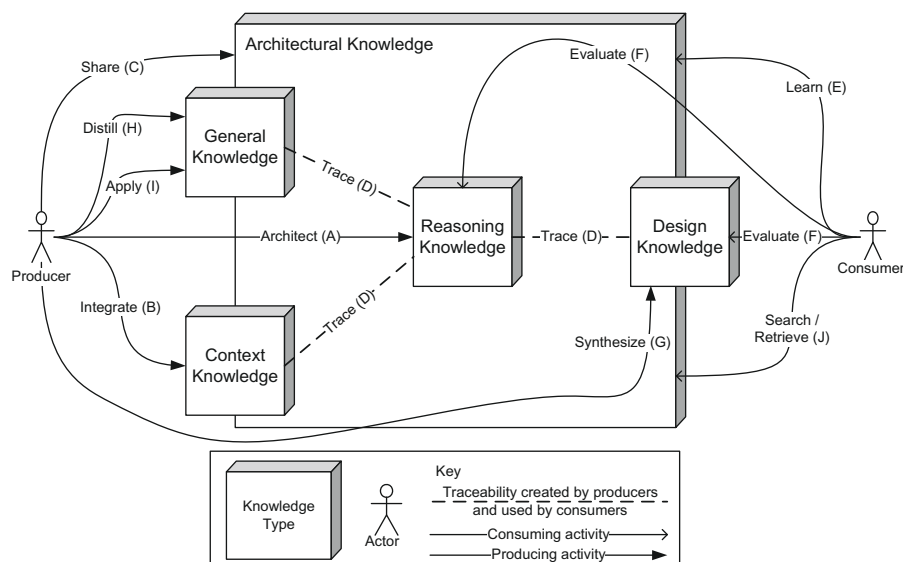 Architectural Knowledge
Share (C)
Evaluate (F)
Learn (E)
Distill (H)
General
Knowledge
Trace (D)
Apply (I)
Reasoning
Knowledge
Design
Knowledge
Architect (A)
Trace (D)
Evaluate (F)
Producer
Consumer
Integrate (B)
Trace (D)
Context
Knowledge
Synthesize (G)
Search /
Retrieve (J)
Key
Knowledge
Type
Actor
Traceability created by producers
and used by consumers
Consuming activity
Producing activity